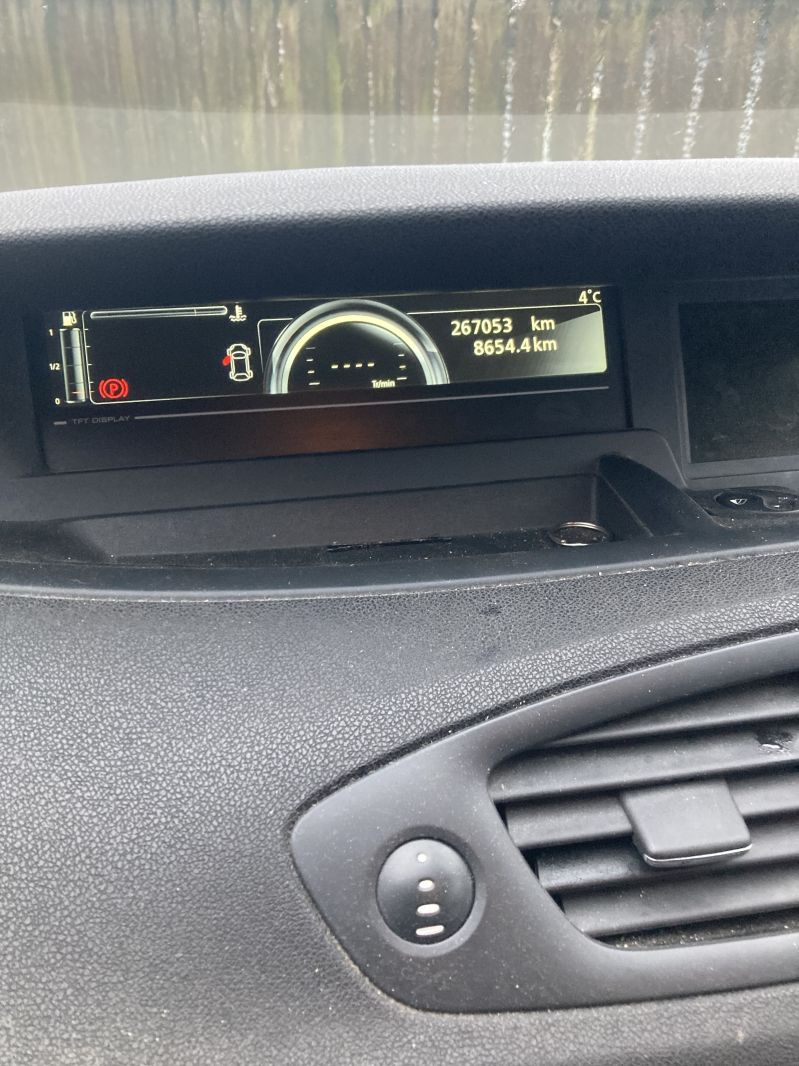 4°C
267053 km
8654.4 km
1
1/2
0
P
----
Tr/min
TFT DISPLAY